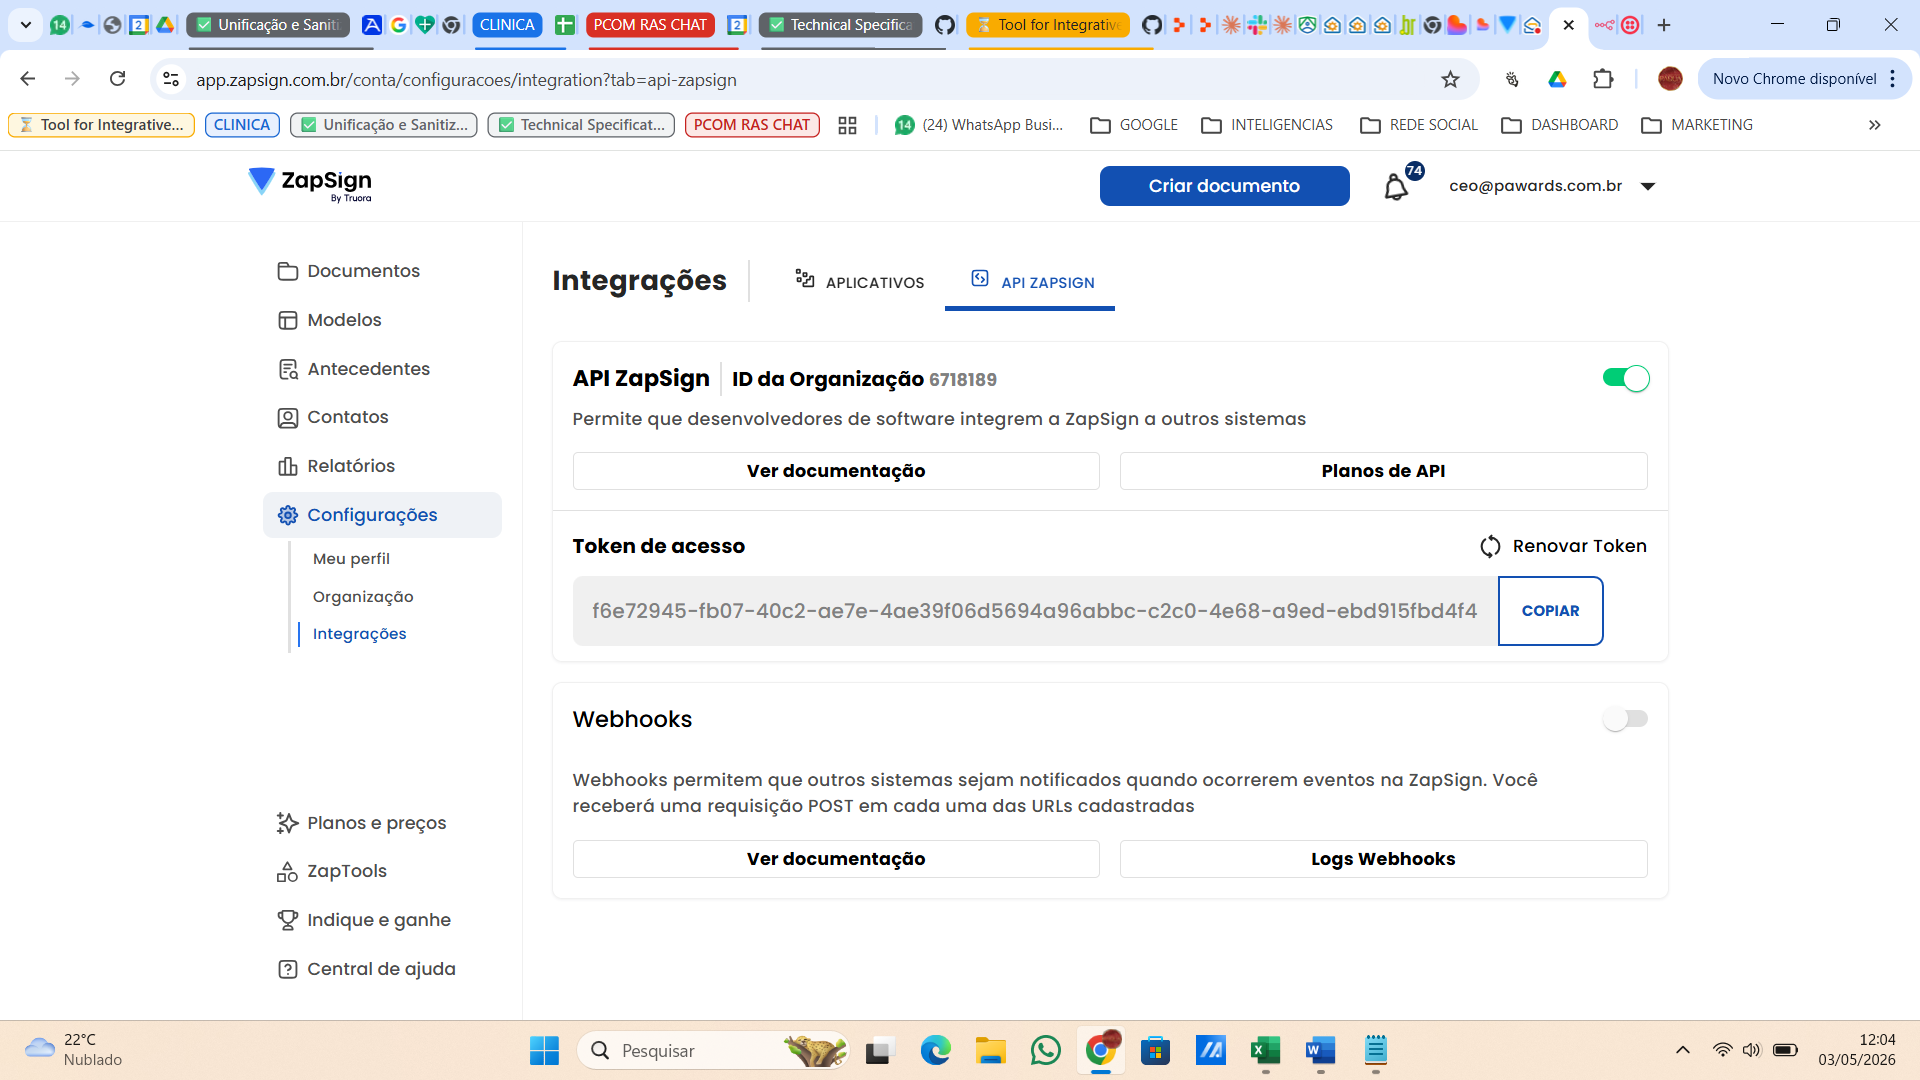 Unificação e Saniti
CLINICA
PCOM RAS CHAT
Technical Specifica
Tool for Integrative
app.zapsign.com.br/conta/configuracoes/integration?tab=api-zapsign
Novo Chrome disponível
Tool for Integrative...
CLINICA
Unificação e Sanitiz...
Technical Specificat...
PCOM RAS CHAT
(24) WhatsApp Busi...
GOOGLE
INTELIGENCIAS
REDE SOCIAL
DASHBOARD
MARKETING
ZapSign
By Truora
Criar documento
74
ceo@pawards.com.br
Documentos
Modelos
Antecedentes
Contatos
Relatórios
Configurações
Meu perfil
Organização
Integrações
Planos e preços
ZapTools
Indique e ganhe
Central de ajuda
Integrações
APLICATIVOS
API ZAPSIGN
API ZapSign
ID da Organização 6718189
Permite que desenvolvedores de software integrem a ZapSign a outros sistemas
Ver documentação
Planos de API
Token de acesso
Renovar Token
f6e72945-fb07-40c2-ae7e-4ae39f06d5694a96abbc-c2c0-4e68-a9ed-ebd915fbd4f4
COPIAR
Webhooks
Webhooks permitem que outros sistemas sejam notificados quando ocorrerem eventos na ZapSign. Você
receberá uma requisição POST em cada uma das URLs cadastradas
Ver documentação
Logs Webhooks
22°C
Nublado
Pesquisar
12:04
03/05/2026